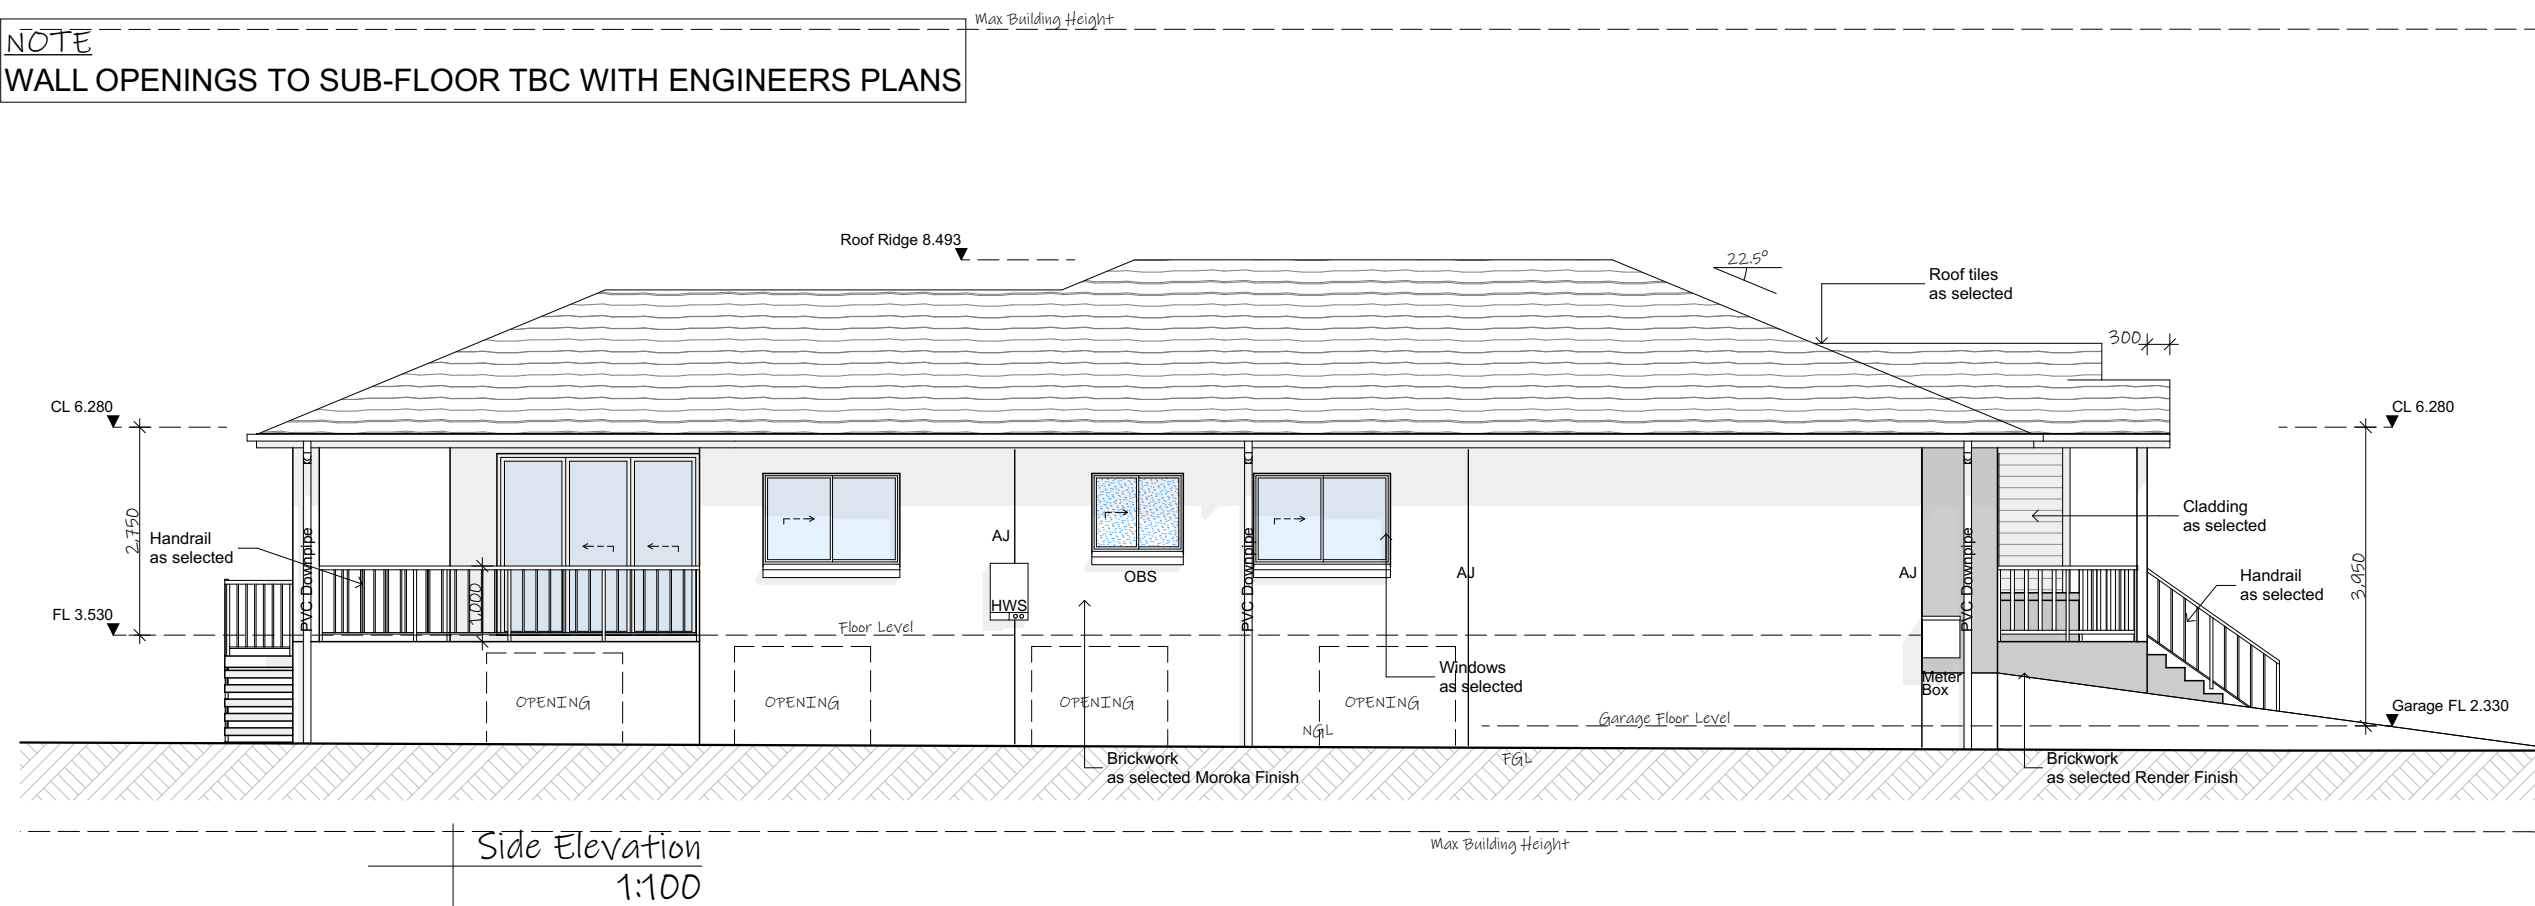 Max Building Height
NOTE
WALL OPENINGS TO SUB-FLOOR TBC WITH ENGINEERS PLANS
Roof Ridge 8.493
22.5°
Roof tiles
as selected
300
CL 6.280
CL 6.280
2,750
Handrail
as selected
PVC Downpipe
1,000
FL 3.530
Floor Level
AJ
HWS
OBS
PVC Downpipe
AJ
AJ
PVC Downpipe
Cladding
as selected
Handrail
as selected
3,950
Windows
as selected
Meter
Box
OPENING
OPENING
OPENING
OPENING
Garage FL 2.330
Garage Floor Level
NGL
FGL
Brickwork
as selected Moroka Finish
Brickwork
as selected Render Finish
Max Building Height
Side Elevation
1:100